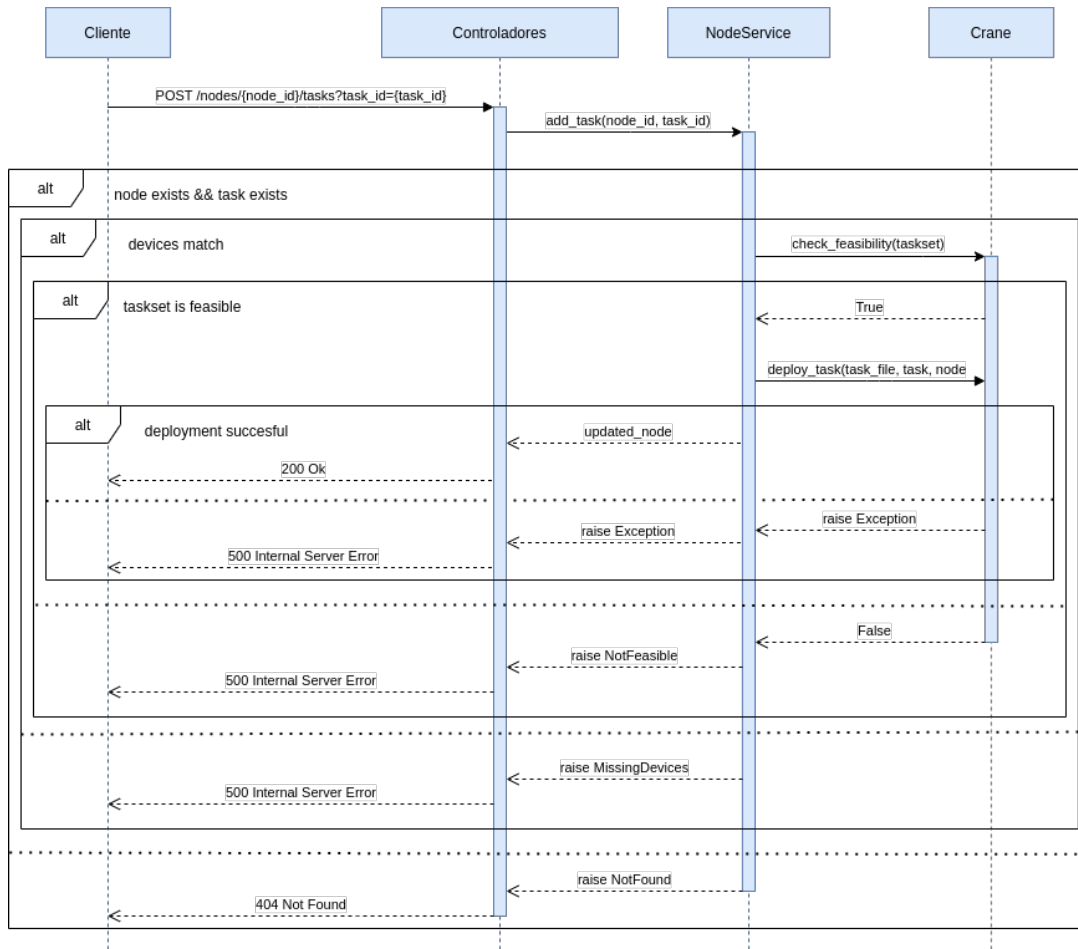 Cliente
Controladores
NodeService
Crane
POST /nodes/{node_id}/tasks?task_id={task_id}
add_task(node_id, task_id)
alt
node exists && task exists
alt
devices match
check_feasibility(taskset)
alt
taskset is feasible
True
deploy_task(task_file, task, node
alt
deployment succesful
updated_node
200 Ok
raise Exception
raise Exception
500 Internal Server Error
False
raise NotFeasible
500 Internal Server Error
raise MissingDevices
500 Internal Server Error
raise NotFound
404 Not Found